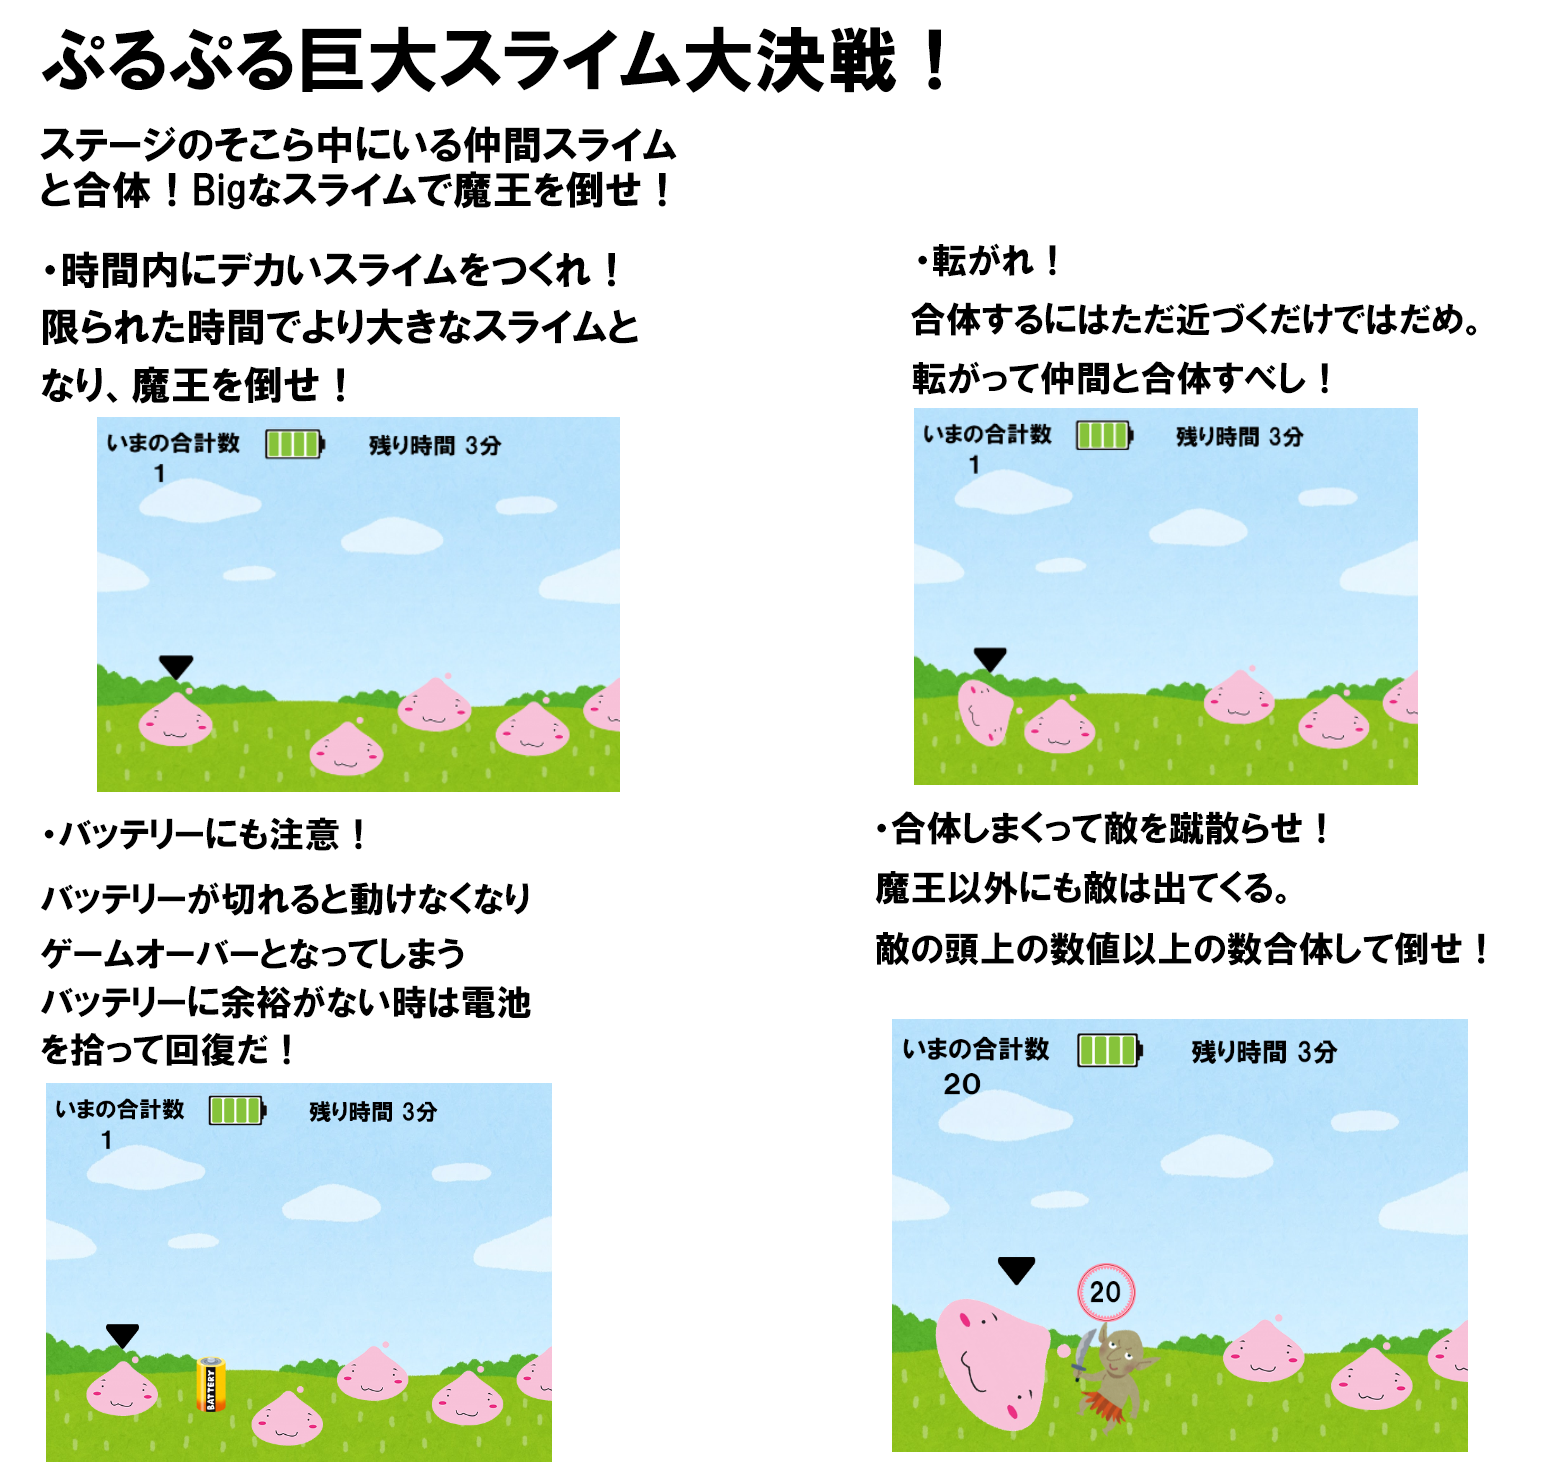 ぷるぷる巨大スライム大決戦！
ステージのそこら中にいる仲間スライム
と合体！Bigなスライムで魔王を倒せ！
・時間内にデカいスライムをつくれ！
限られた時間でより大きなスライムと
なり、魔王を倒せ！
いまの合計数
残り時間 3分
1
・転がれ！
合体するにはただ近づくだけではだめ。
転がって仲間と合体すべし！
いまの合計数
残り時間 3分
1
・バッテリーにも注意！
バッテリーが切れると動けなくなり
ゲームオーバーとなってしまう
バッテリーに余裕がない時は電池
を拾って回復だ！
いまの合計数
残り時間 3分
1
BATTERY
・合体しまくって敵を蹴散らせ！
魔王以外にも敵は出てくる。
敵の頭上の数値以上の数合体して倒せ！
いまの合計数
残り時間 3分
20
20